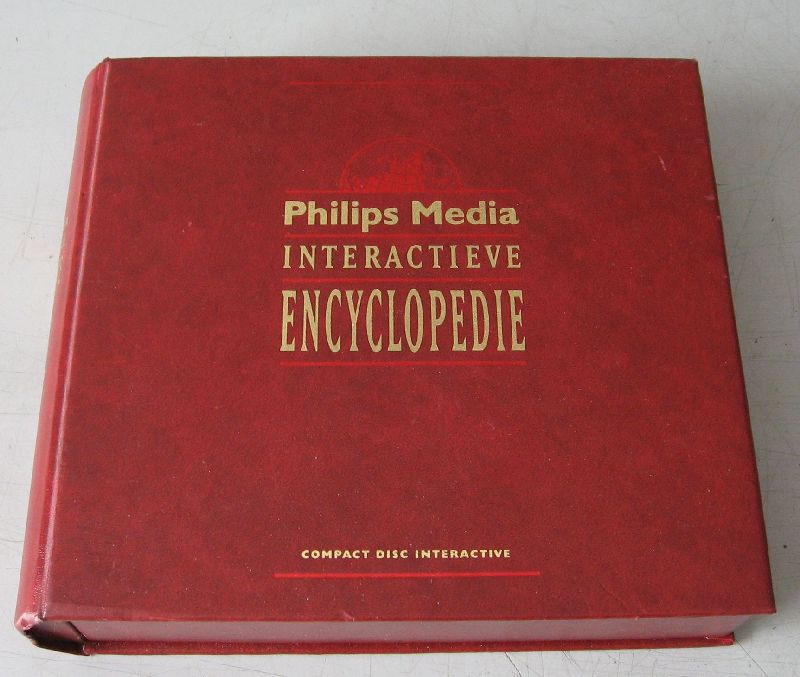 Philips Media
INTERACTIEVE
ENCYCLOPEDIE
COMPACT DISC INTERACTIVE